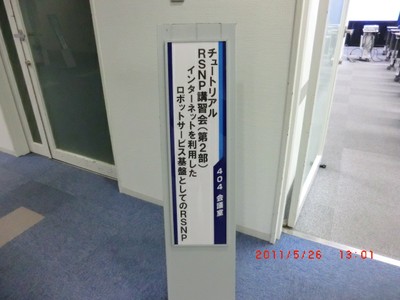 チュートリアル
RSNP講習会(第2部)
インターネットを利用した
ロボットサービス基盤としてのRSNP
404 会議室
2011/5/26 13:01